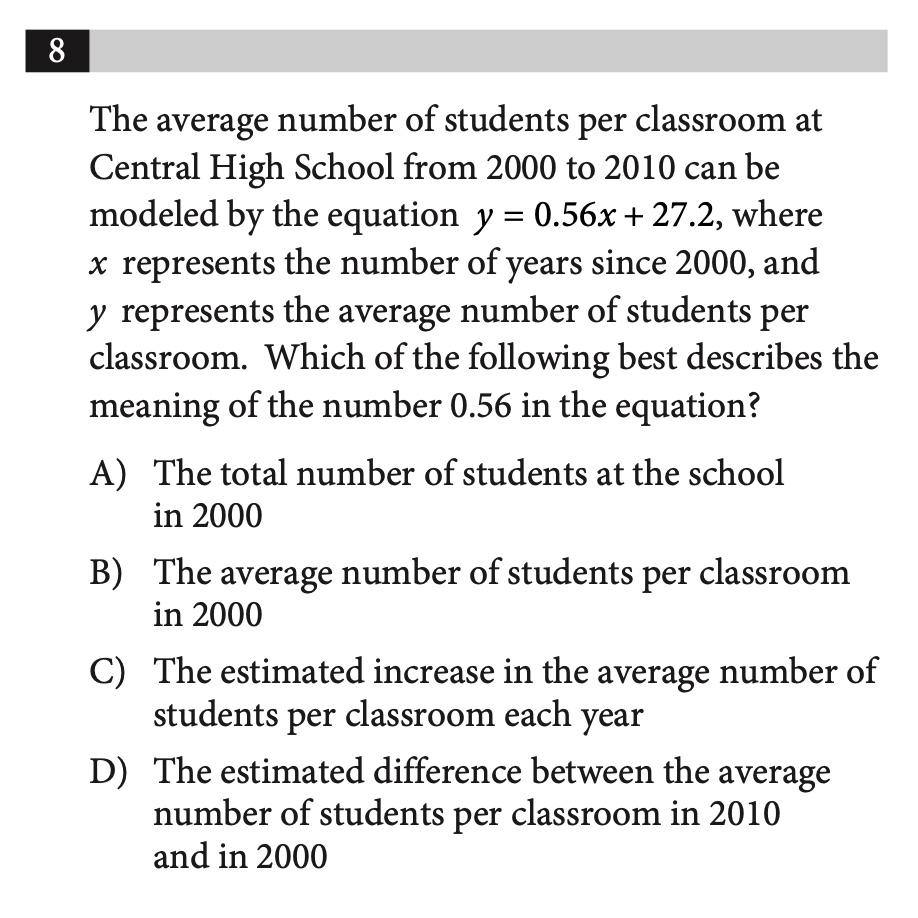 8
The average number of students per classroom at
Central High School from 2000 to 2010 can be
modeled by the equation y = 0.56x + 27.2, where
x represents the number of years since 2000, and
y represents the average number of students per
classroom. Which of the following best describes the
meaning of the number 0.56 in the equation?
A) The total number of students at the school
in 2000
B) The average number of students per classroom
in 2000
C) The estimated increase in the average number of
students per classroom each year
D) The estimated difference between the average
number of students per classroom in 2010
and in 2000